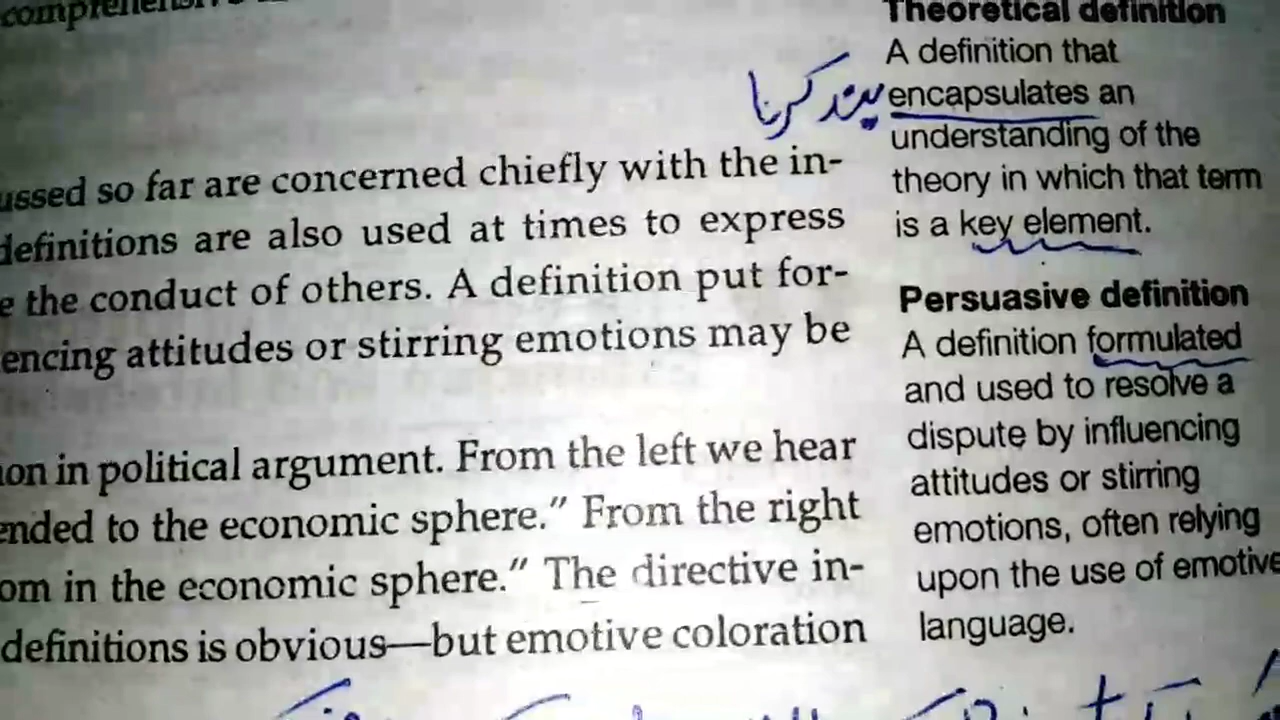 Theoretical definition
A definition that
encapsulates an
understanding of the
theory in which that term
is a key element.
Persuasive definition
A definition formulated
and used to resolve a
dispute by influencing
attitudes or stirring
emotions, often relying
upon the use of emotive
language.
کرنا
ussed so far are concerned chiefly with the in-
definitions are also used at times to express
e the conduct of others. A definition put for-
encing attitudes or stirring emotions may be
on in political argument. From the left we hear
ended to the economic sphere.” From the right
om in the economic sphere.” The directive in-
definitions is obvious—but emotive coloration